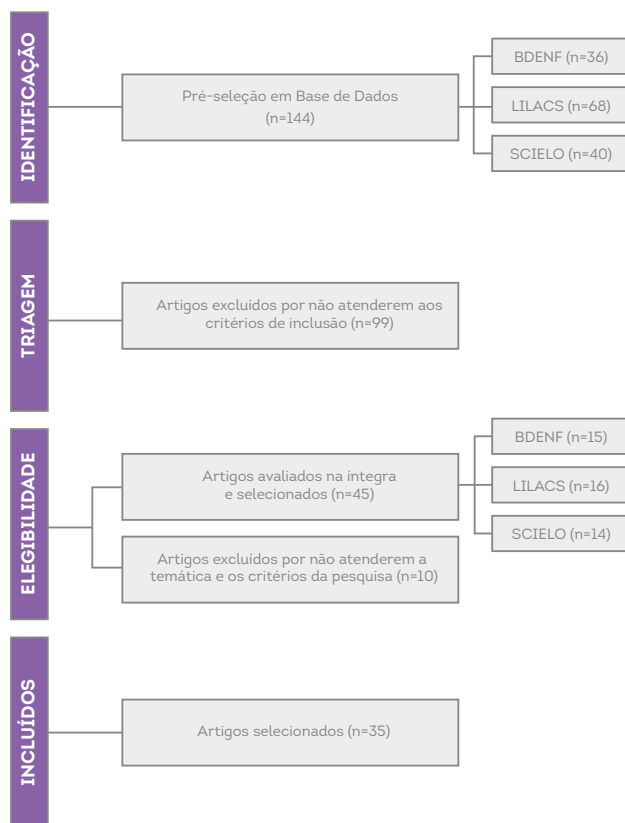 IDENTIFICAÇÃO
Pré-seleção em Base de Dados
(n=144)
BDENF (n=36)
LILACS (n=68)
SCIELO (n=40)
TRIAGEM
Artigos excluídos por não atenderem aos
critérios de inclusão (n=99)
ELEGIBILIDADE
Artigos avaliados na íntegra
e selecionados (n=45)
BDENF (n=15)
LILACS (n=16)
SCIELO (n=14)
Artigos excluídos por não atenderem a
temática e os critérios da pesquisa (n=10)
INCLUÍDOS
Artigos selecionados (n=35)